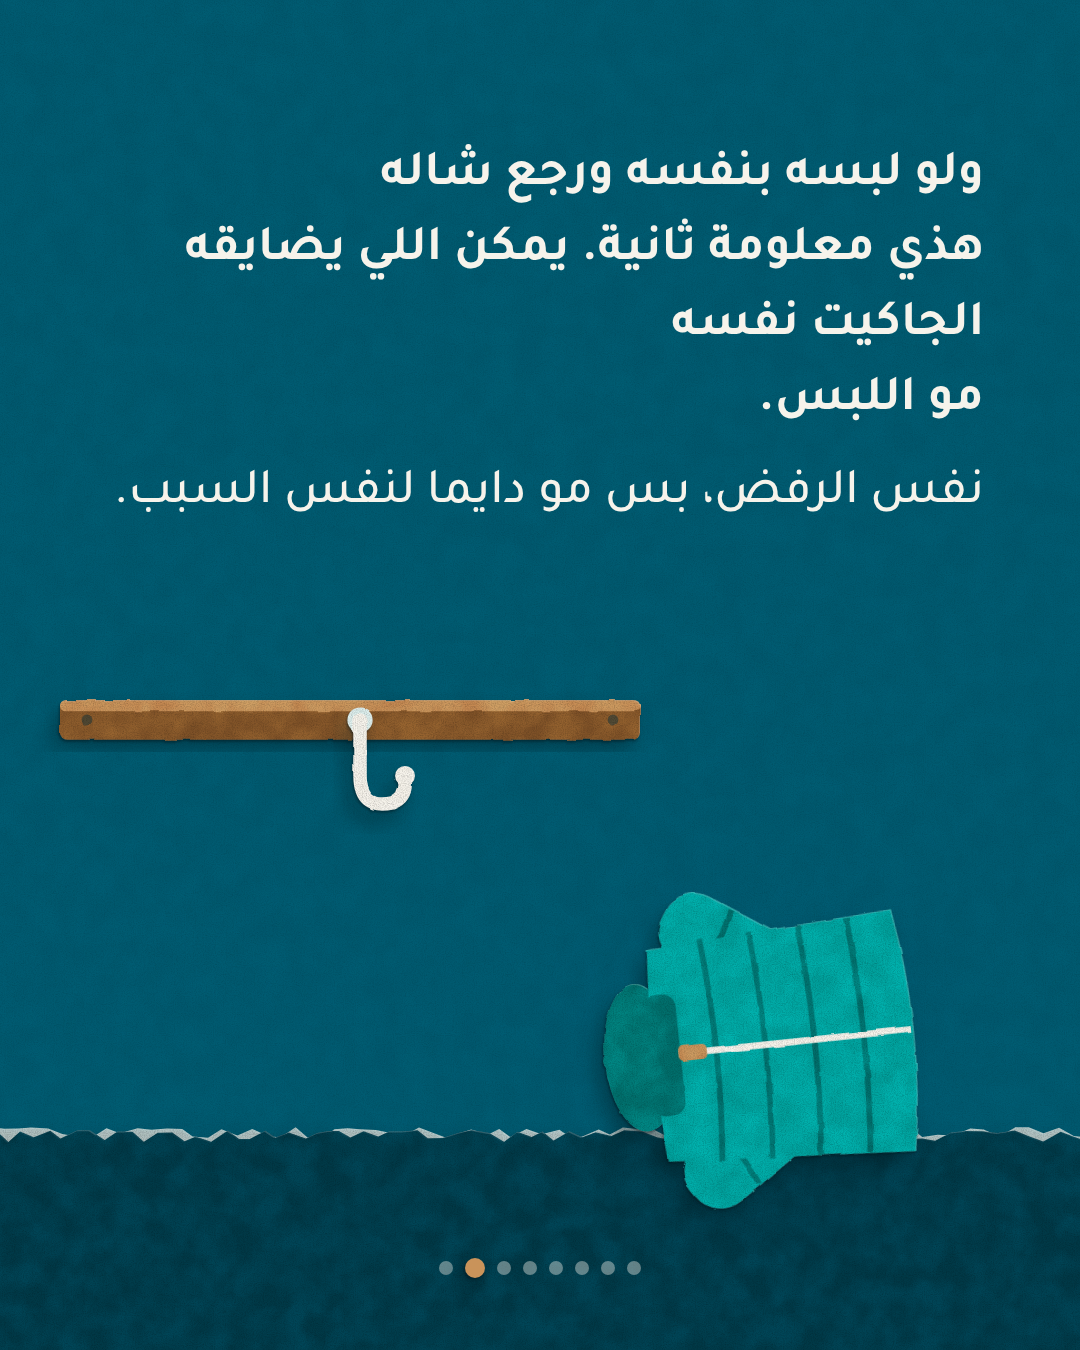 ولو لبسه بنفسه ورجع شاله
هذي معلومة ثانية. يمكن اللي يضايقه
الجاكيت نفسه
مو اللبس.
نفس الرفض، بس مو دايما لنفس السبب.